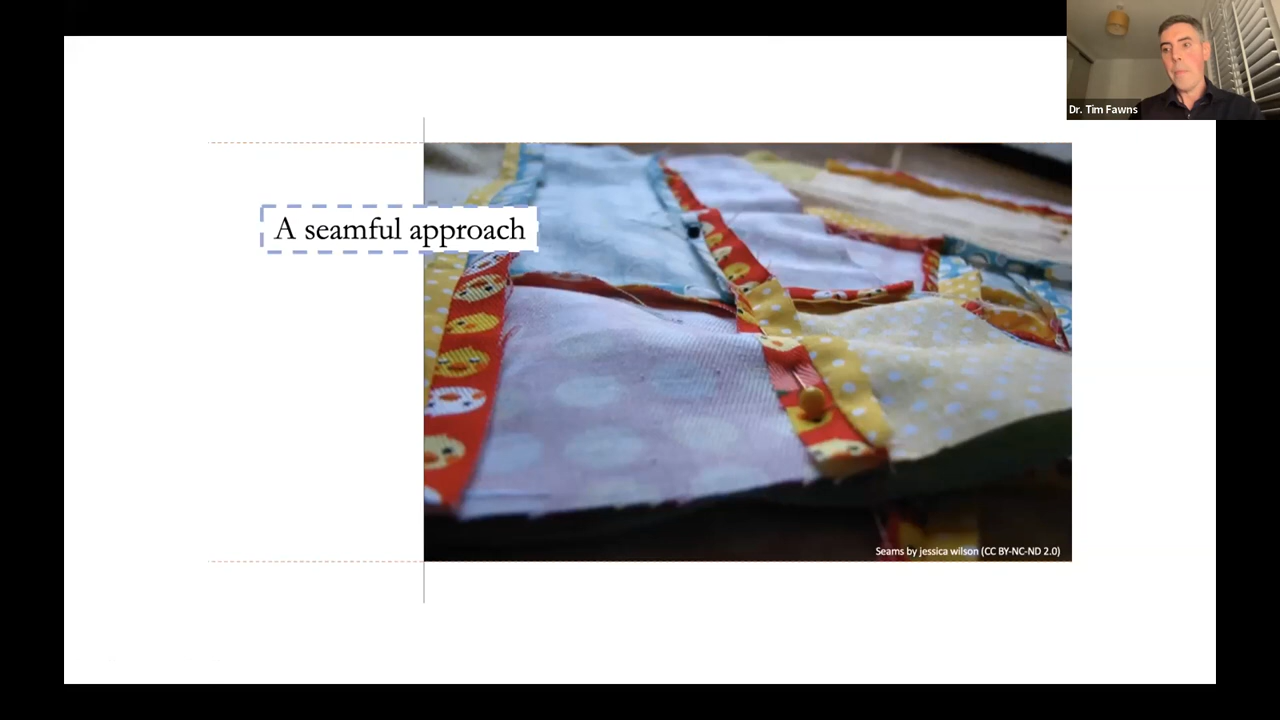 Dr. Tim Fawns
A seamful approach
Seams by jessica wilson (CC BY-NC-ND 2.0)